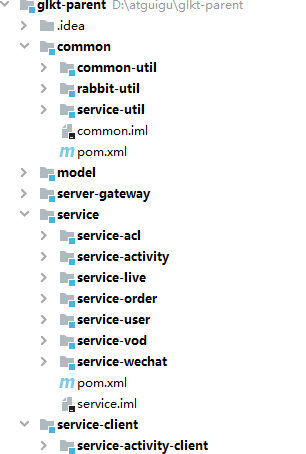 glkt-parent D:\atguigu\glkt-parent
.idea
common
common-util
rabbit-util
service-util
common.iml
pom.xml
model
server-gateway
service
service-acl
service-activity
service-live
service-order
service-user
service-vod
service-wechat
pom.xml
service.iml
service-client
service-activity-client